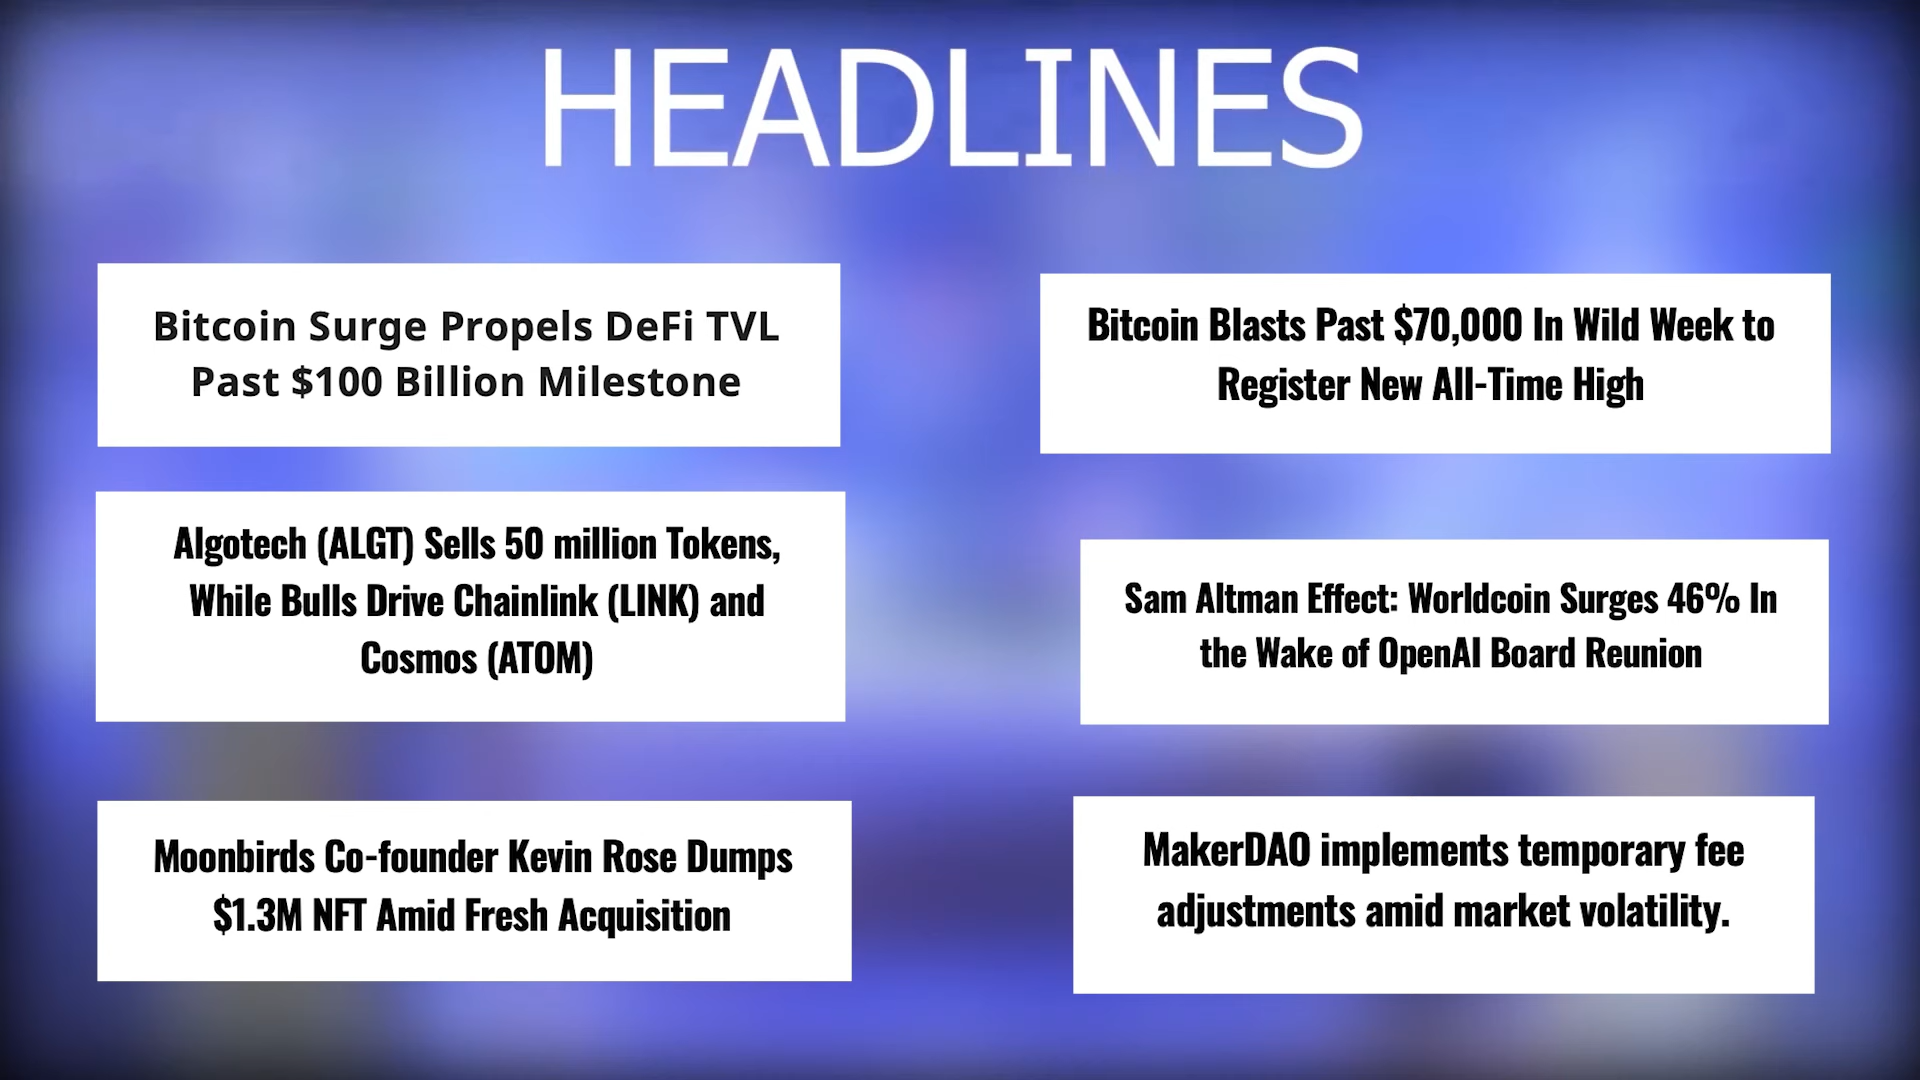 HEADLINES
Bitcoin Surge Propels DeFi TVL
Past $100 Billion Milestone
Bitcoin Blasts Past $70,000 In Wild Week to
Register New All-Time High
Algotech (ALGT) Sells 50 million Tokens,
While Bulls Drive Chainlink (LINK) and
Cosmos (ATOM)
Sam Altman Effect: Worldcoin Surges 46% In
the Wake of OpenAI Board Reunion
Moonbirds Co-founder Kevin Rose Dumps
$1.3M NFT Amid Fresh Acquisition
MakerDAO implements temporary fee
adjustments amid market volatility.